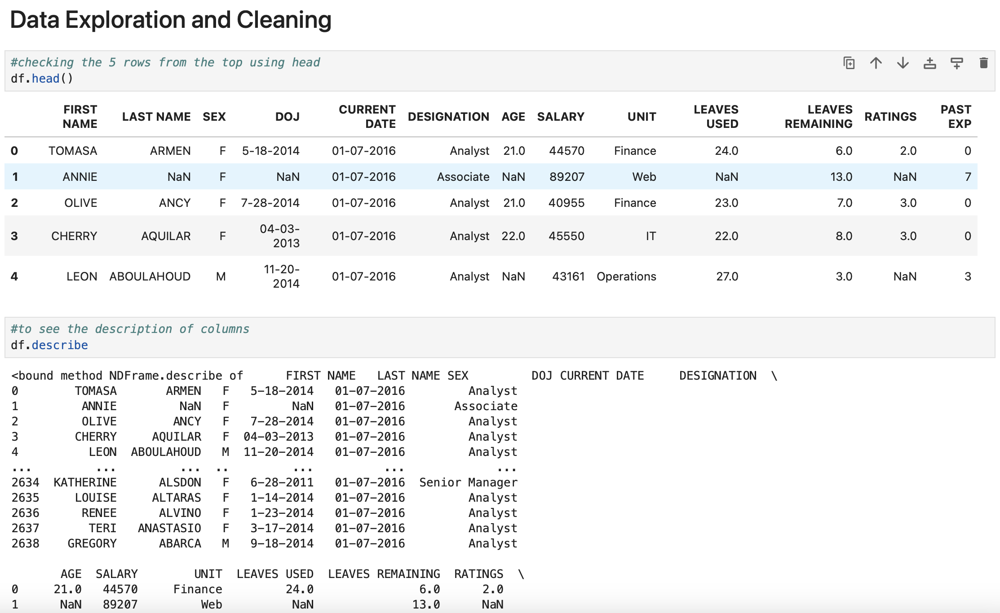 Data Exploration and Cleaning
#checking the 5 rows from the top using head
df.head()
FIRST NAME LAST NAME SEX DOJ CURRENT DATE DESIGNATION AGE SALARY UNIT LEAVES USED LEAVES REMAINING RATINGS PAST EXP
0 TOMASA ARMEN F 5-18-2014 01-07-2016 Analyst 21.0 44570 Finance 24.0 6.0 2.0 0
1 ANNIE NaN F NaN 01-07-2016 Associate NaN 89207 Web NaN 13.0 NaN 7
2 OLIVE ANCY F 7-28-2014 01-07-2016 Analyst 21.0 40955 Finance 23.0 7.0 3.0 0
3 CHERRY AQUILAR F 04-03-2013 01-07-2016 Analyst 22.0 45550 IT 22.0 8.0 3.0 0
4 LEON ABOULAHOUD M 11-20-2014 01-07-2016 Analyst NaN 43161 Operations 27.0 3.0 NaN 3
#to see the description of columns
df.describe
<bound method NDFrame.describe of FIRST NAME LAST NAME SEX DOJ CURRENT DATE DESIGNATION \
0 TOMASA ARMEN F 5-18-2014 01-07-2016 Analyst
1 ANNIE NaN F NaN 01-07-2016 Associate
2 OLIVE ANCY F 7-28-2014 01-07-2016 Analyst
3 CHERRY AQUILAR F 04-03-2013 01-07-2016 Analyst
4 LEON ABOULAHOUD M 11-20-2014 01-07-2016 Analyst
... ... ... .. ... ... ...
2634 KATHERINE ALSDON F 6-28-2011 01-07-2016 Senior Manager
2635 LOUISE ALTARAS F 1-14-2014 01-07-2016 Analyst
2636 RENEE ALVINO F 1-23-2014 01-07-2016 Analyst
2637 TERI ANASTASIO F 3-17-2014 01-07-2016 Analyst
2638 GREGORY ABARCA M 9-18-2014 01-07-2016 Analyst
AGE SALARY UNIT LEAVES USED LEAVES REMAINING RATINGS \
0 21.0 44570 Finance 24.0 6.0 2.0
1 NaN 89207 Web NaN 13.0 NaN